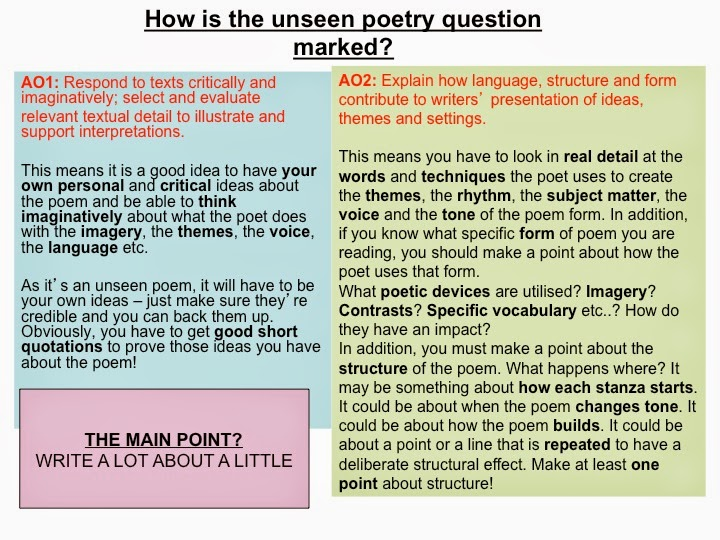 How is the unseen poetry question
marked?
AO1: Respond to texts critically and
imaginatively; select and evaluate
relevant textual detail to illustrate and
support interpretations.
This means it is a good idea to have your
own personal and critical ideas about
the poem and be able to think
imaginatively about what the poet does
with the imagery, the themes, the voice,
the language etc.
As it’s an unseen poem, it will have to be
your own ideas – just make sure they’re
credible and you can back them up.
Obviously, you have to get good short
quotations to prove those ideas you have
about the poem!
THE MAIN POINT?
WRITE A LOT ABOUT A LITTLE
AO2: Explain how language, structure and form
contribute to writers’ presentation of ideas,
themes and settings.
This means you have to look in real detail at the
words and techniques the poet uses to create
the themes, the rhythm, the subject matter, the
voice and the tone of the poem form. In addition,
if you know what specific form of poem you are
reading, you should make a point about how the
poet uses that form.
What poetic devices are utilised? Imagery?
Contrasts? Specific vocabulary etc..? How do
they have an impact?
In addition, you must make a point about the
structure of the poem. What happens where? It
may be something about how each stanza starts.
It could be about when the poem changes tone. It
could be about how the poem builds. It could be
about a point or a line that is repeated to have a
deliberate structural effect. Make at least one
point about structure!